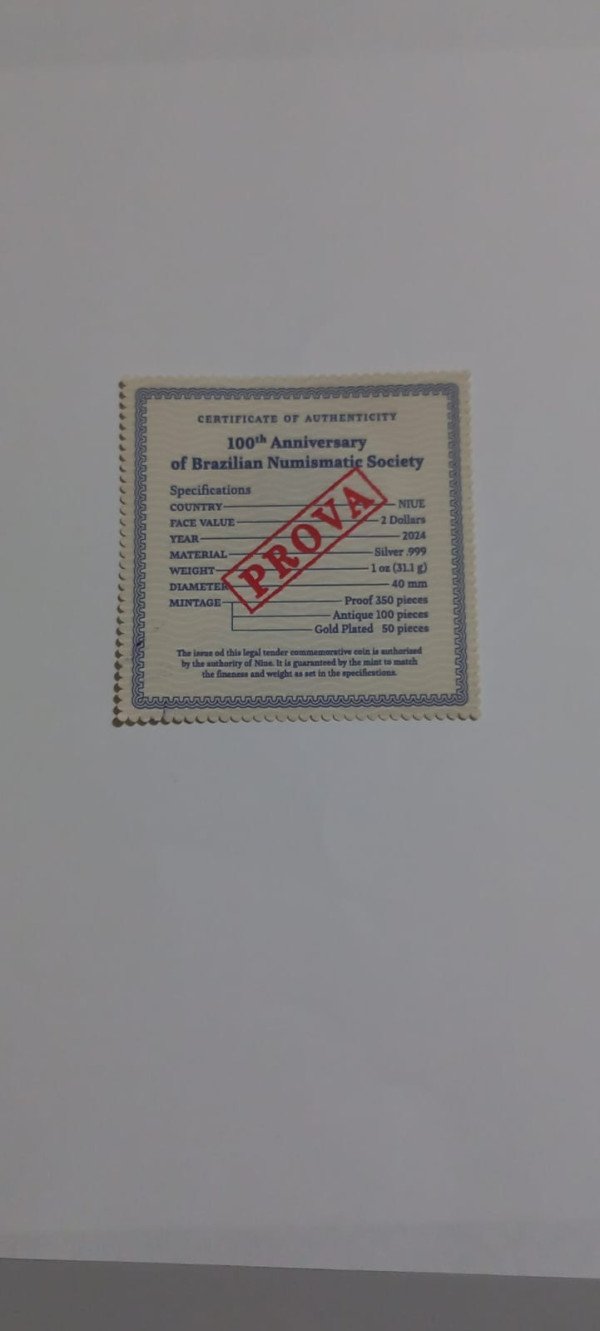 CERTIFICATE OF AUTHENTICITY
100th Anniversary
of Brazilian Numismatic Society
Specifications
COUNTRY NIUE
FACE VALUE 2 Dollars
YEAR 2024
MATERIAL Silver .999
WEIGHT 1 oz (31.1 g)
DIAMETER 40 mm
MINTAGE Proof 350 pieces
Antique 100 pieces
Gold Plated 50 pieces
PROVA
The issue od this legal tender commemorative coin is authorised
by the authority of Niue. It is guaranteed by the mint to match
the fineness and weight as set in the specifications.